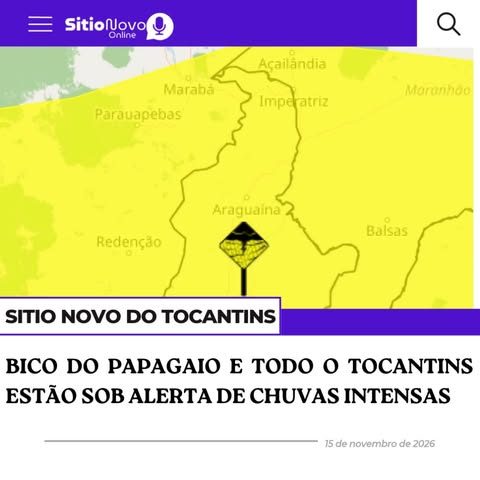 SitioNovo
Online
Açailândia
Marabá
Imperatriz
Maranhão
Parauapebas
Araguaína
Balsas
Redenção
SITIO NOVO DO TOCANTINS
BICO DO PAPAGAIO E TODO O TOCANTINS
ESTÃO SOB ALERTA DE CHUVAS INTENSAS
15 de novembro de 2026